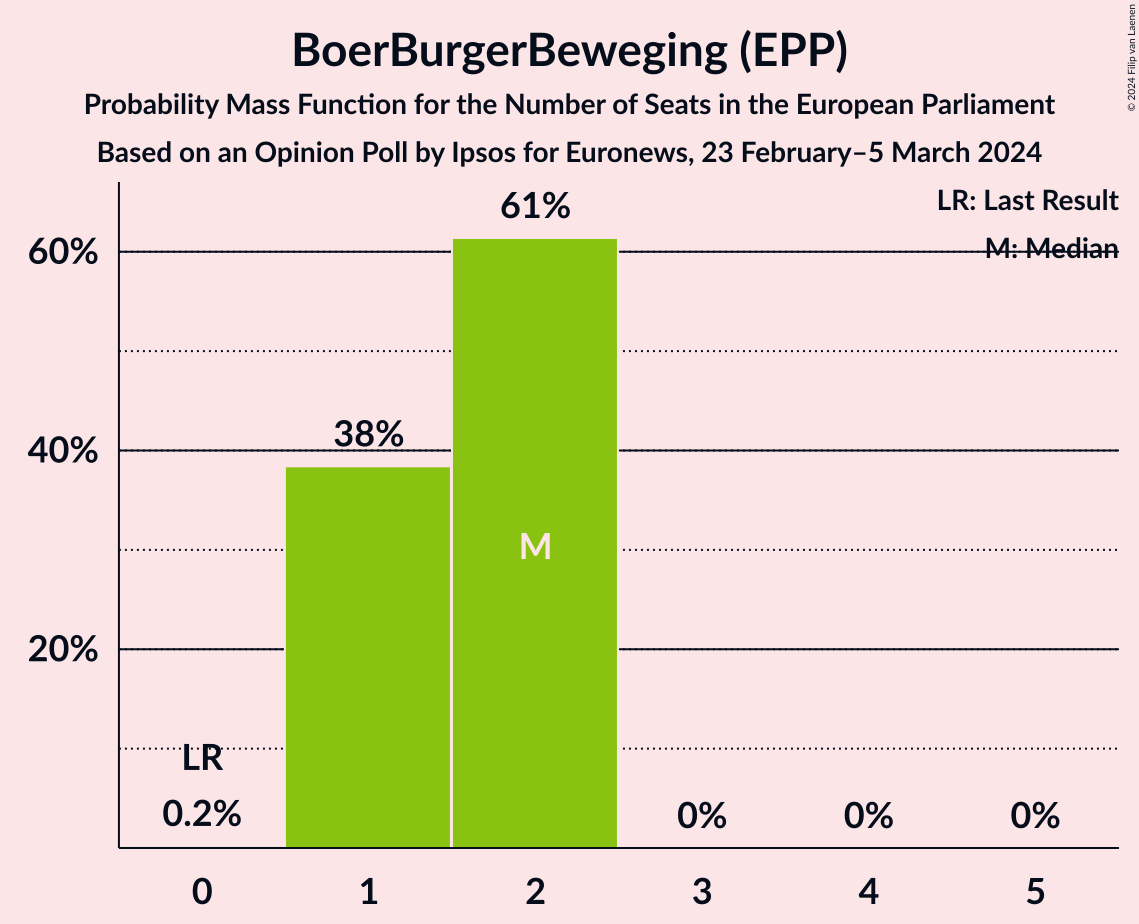 BoerBurgerBeweging (EPP)
Probability Mass Function for the Number of Seats in the European Parliament
Based on an Opinion Poll by Ipsos for Euronews, 23 February–5 March 2024
© 2024 Filip van Laenen
LR: Last Result
M: Median
60%
40%
20%
61%
38%
M
LR
0.2%
0%
0%
0%
0
1
2
3
4
5